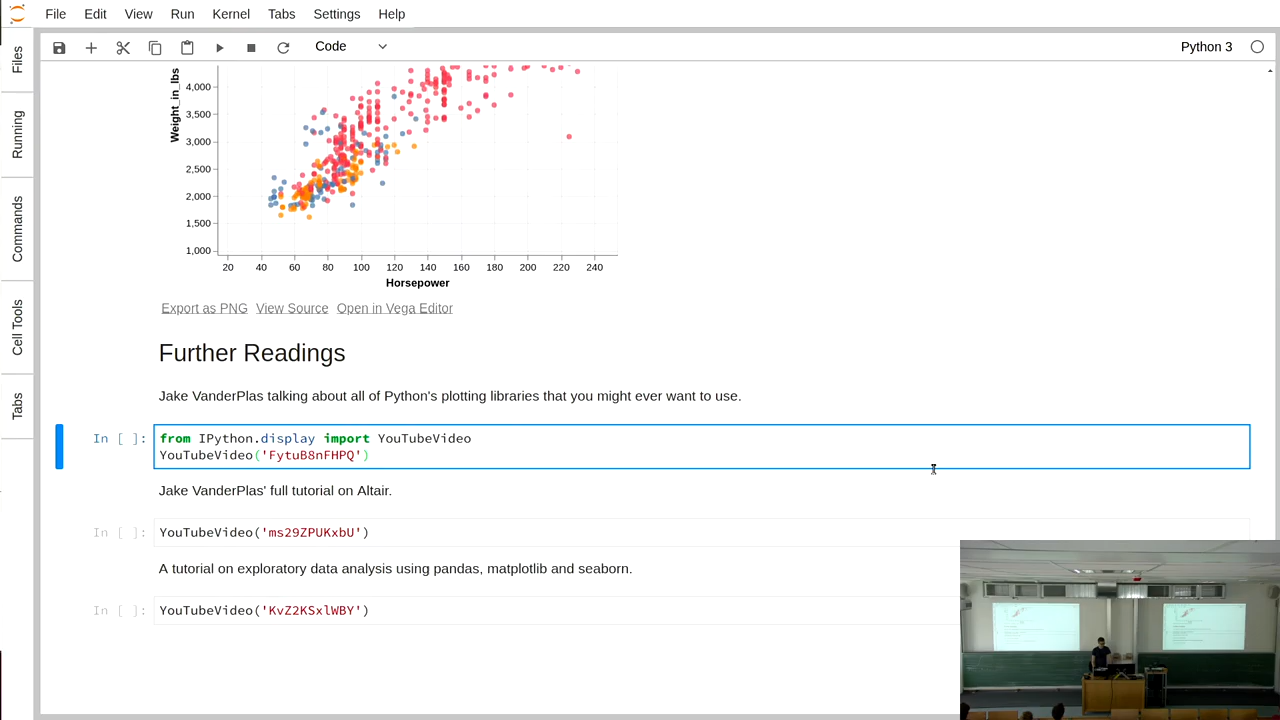 File Edit View Run Kernel Tabs Settings Help
Code
Python 3
Files
Running
Commands
Cell Tools
Tabs
Weight_in_lbs
4,000
3,500
3,000
2,500
2,000
1,500
1,000
20 40 60 80 100 120 140 160 180 200 220 240
Horsepower
Export as PNG View Source Open in Vega Editor
Further Readings
Jake VanderPlas talking about all of Python's plotting libraries that you might ever want to use.
In [ ]: from IPython.display import YouTubeVideo
YouTubeVideo('FytuB8nFHPQ')
Jake VanderPlas' full tutorial on Altair.
In [ ]: YouTubeVideo('ms29ZPUKxbU')
A tutorial on exploratory data analysis using pandas, matplotlib and seaborn.
In [ ]: YouTubeVideo('KvZ2KSxlWBY')